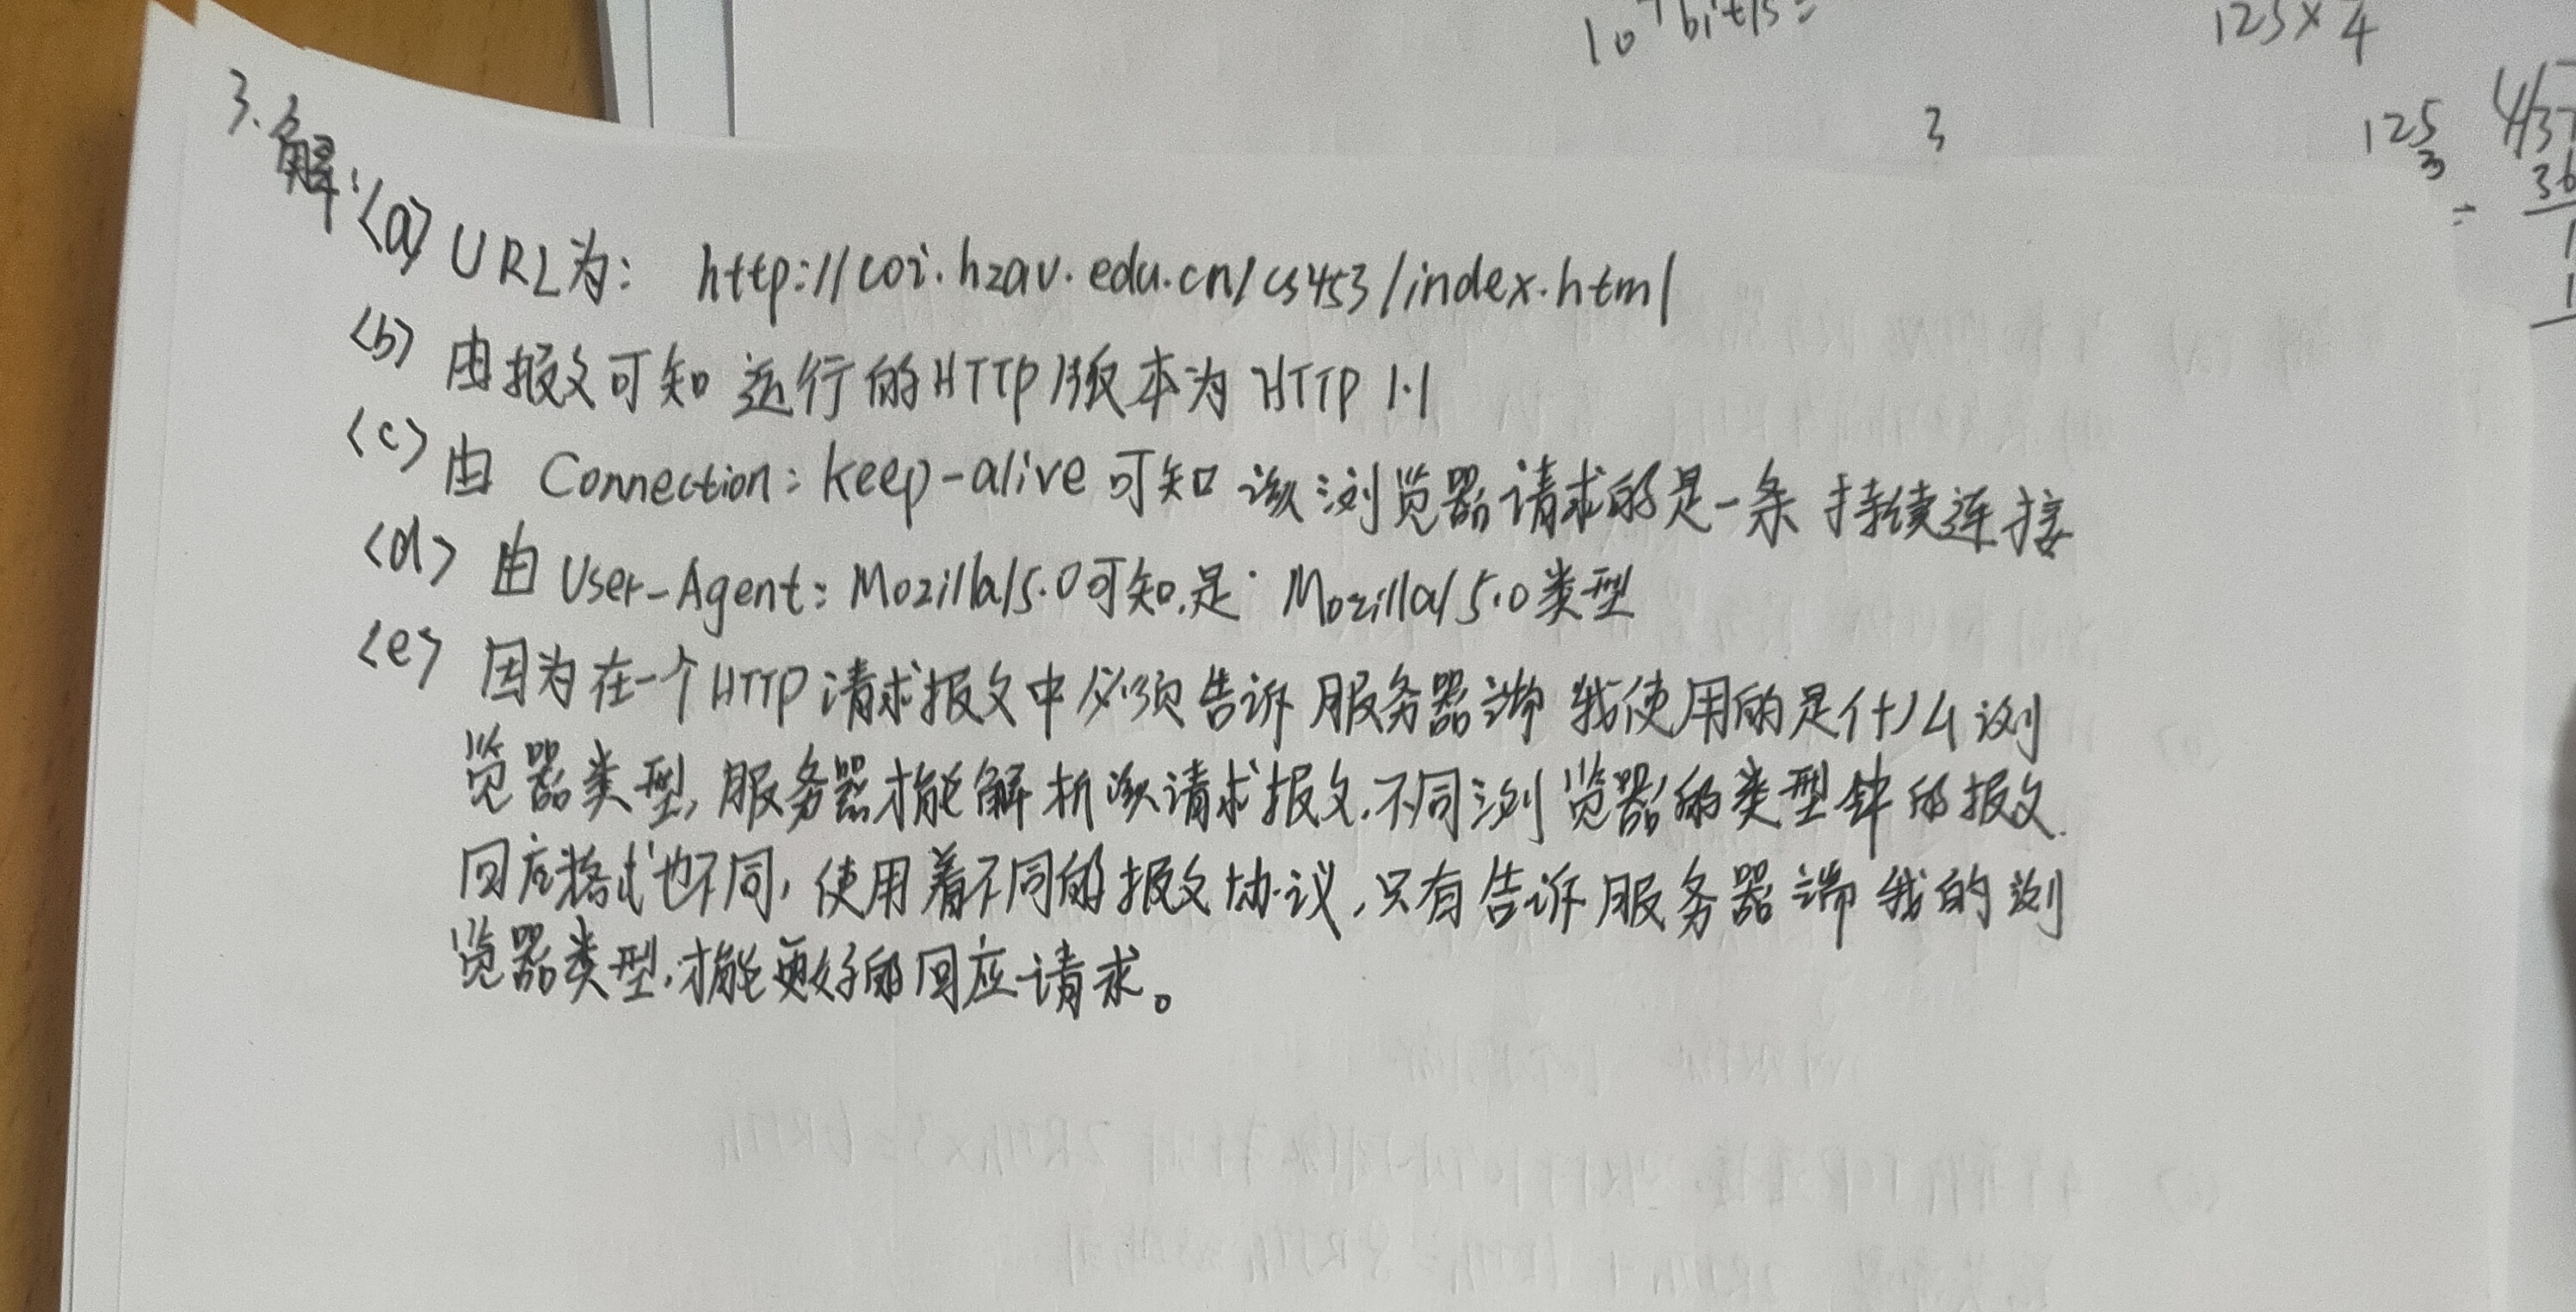 10⁷bit/s=
125×4
3
125
3
=
4/37
36
1
1
3.解:<a> URL为: http://coi.hzau.edu.cn/cs453/index.html
<b> 由报文可知 运行的HTTP版本为 HTTP 1.1
<c> 由 Connection: keep-alive 可知 该浏览器请求的是一条 持续连接
<d> 由 User-Agent: Mozilla/5.0可知,是 Mozilla/5.0类型
<e> 因为在一个HTTP请求报文中必须告诉服务器端 我使用的是什么浏
览器类型,服务器才能解析该请求报文.不同浏览器的类型 的报文
回应格式也不同,使用着不同的报文协议,只有告诉服务器端 我的浏
览器类型,才能更好的回应请求。